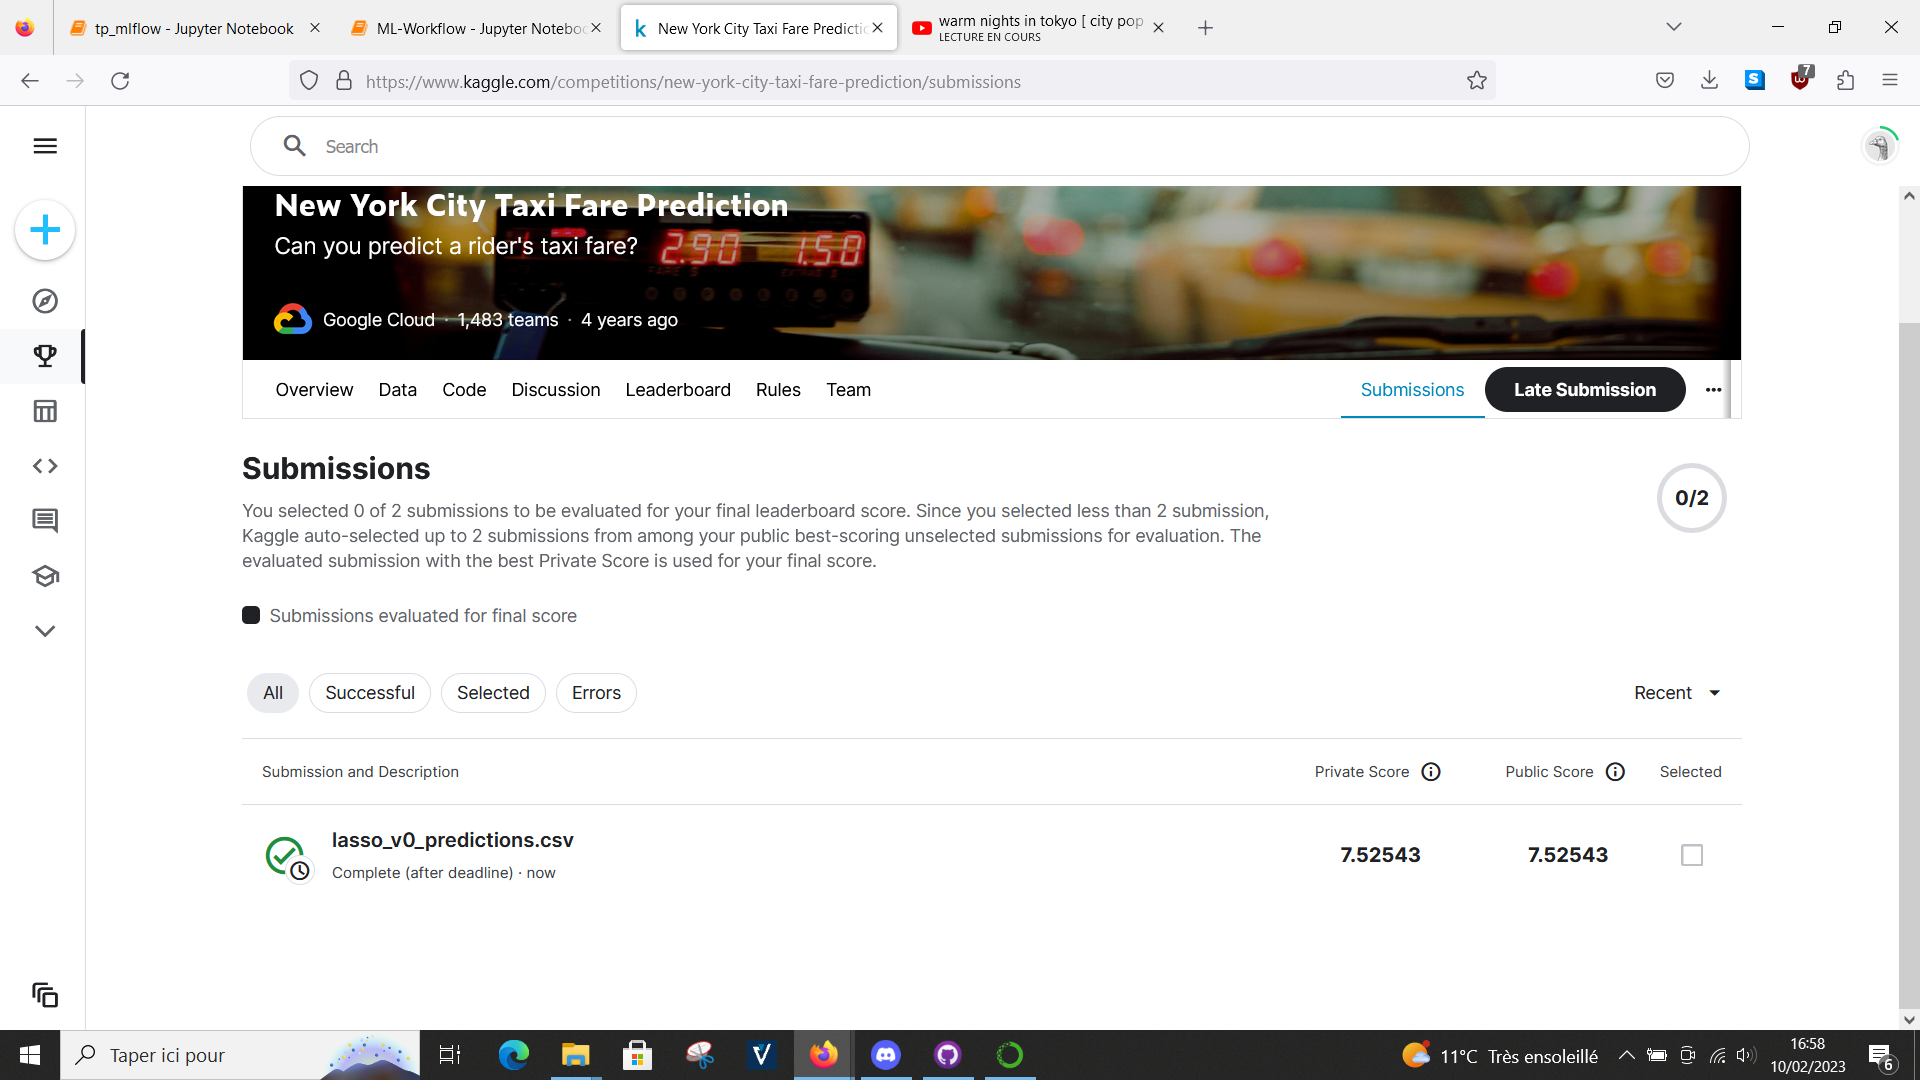 tp_mlflow - Jupyter Notebook
ML-Workflow - Jupyter Noteboo
New York City Taxi Fare Predictio
warm nights in tokyo [ city pop
LECTURE EN COURS
https://www.kaggle.com/competitions/new-york-city-taxi-fare-prediction/submissions
S
7
Search
New York City Taxi Fare Prediction
Can you predict a rider's taxi fare?
2.90 1.50
FARE $ EXTRAS $
Google Cloud · 1,483 teams · 4 years ago
Overview Data Code Discussion Leaderboard Rules Team Submissions Late Submission
Submissions
0/2
You selected 0 of 2 submissions to be evaluated for your final leaderboard score. Since you selected less than 2 submission,
Kaggle auto-selected up to 2 submissions from among your public best-scoring unselected submissions for evaluation. The
evaluated submission with the best Private Score is used for your final score.
Submissions evaluated for final score
All Successful Selected Errors Recent
Submission and Description Private Score Public Score Selected
lasso_v0_predictions.csv 7.52543 7.52543
Complete (after deadline) · now
Taper ici pour
11°C Très ensoleillé
16:58
10/02/2023
6